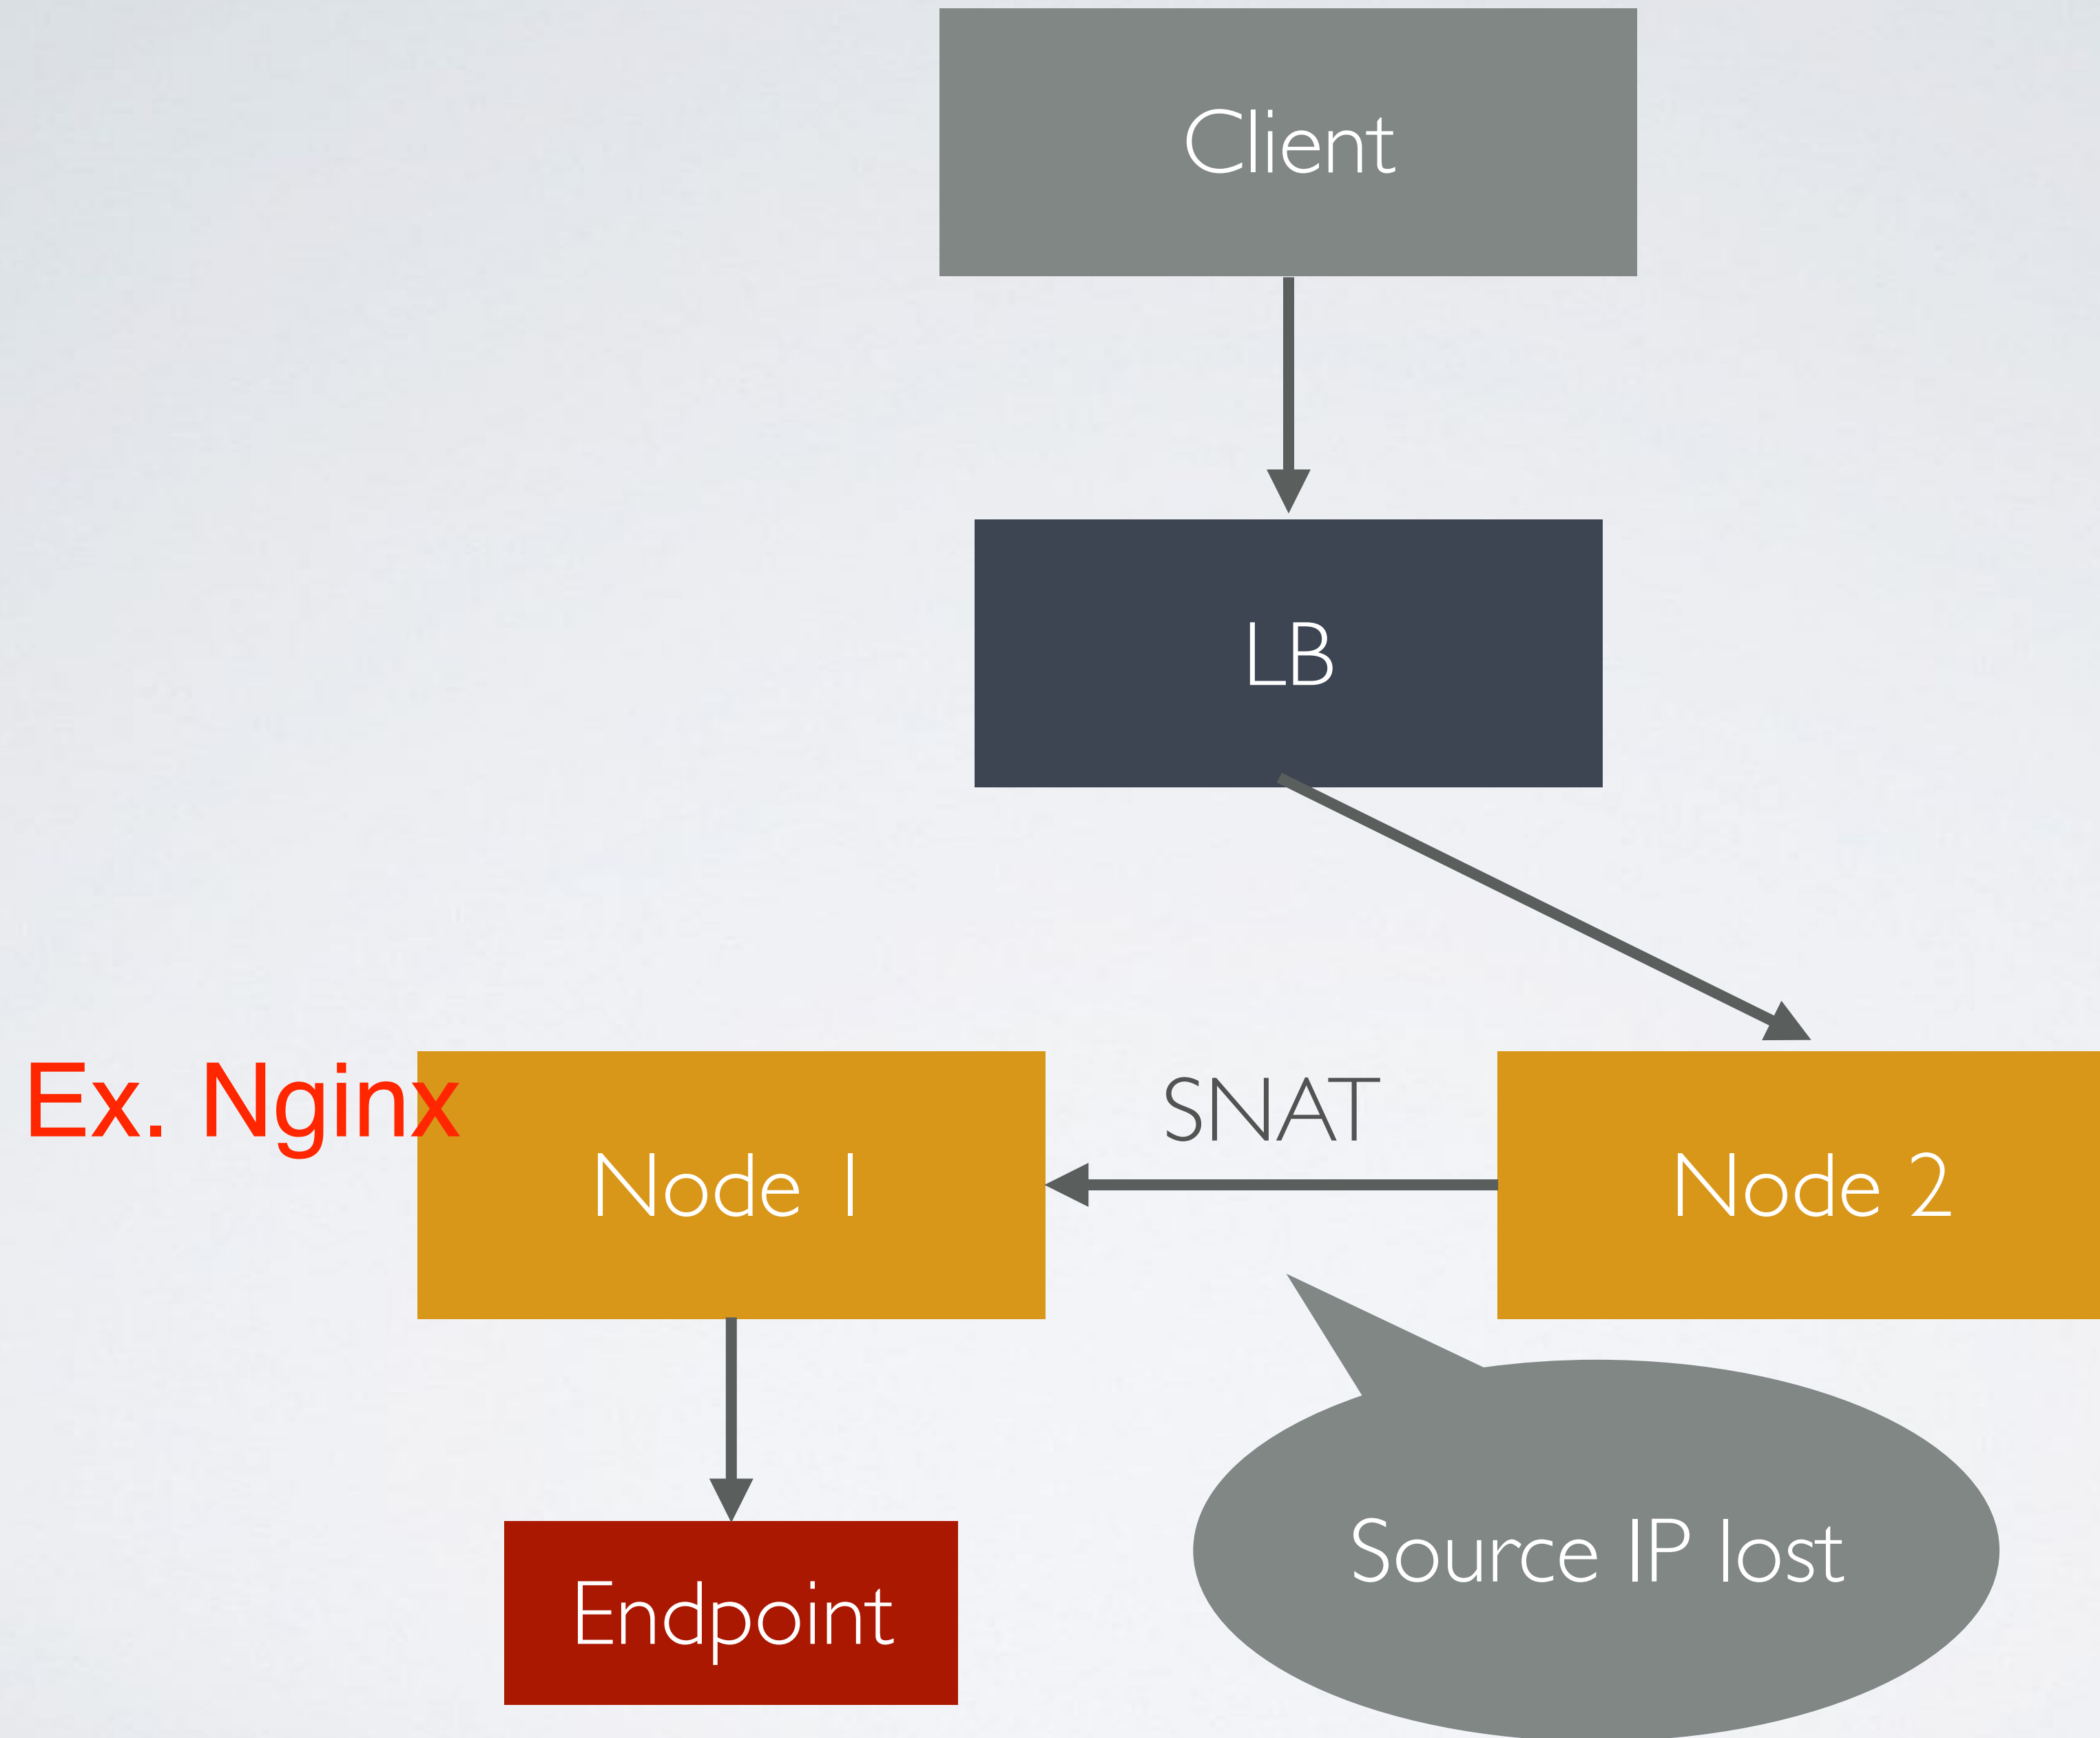 Client
LB
Ex. Nginx
SNAT
Node 1
Node 2
Source IP lost
Endpoint